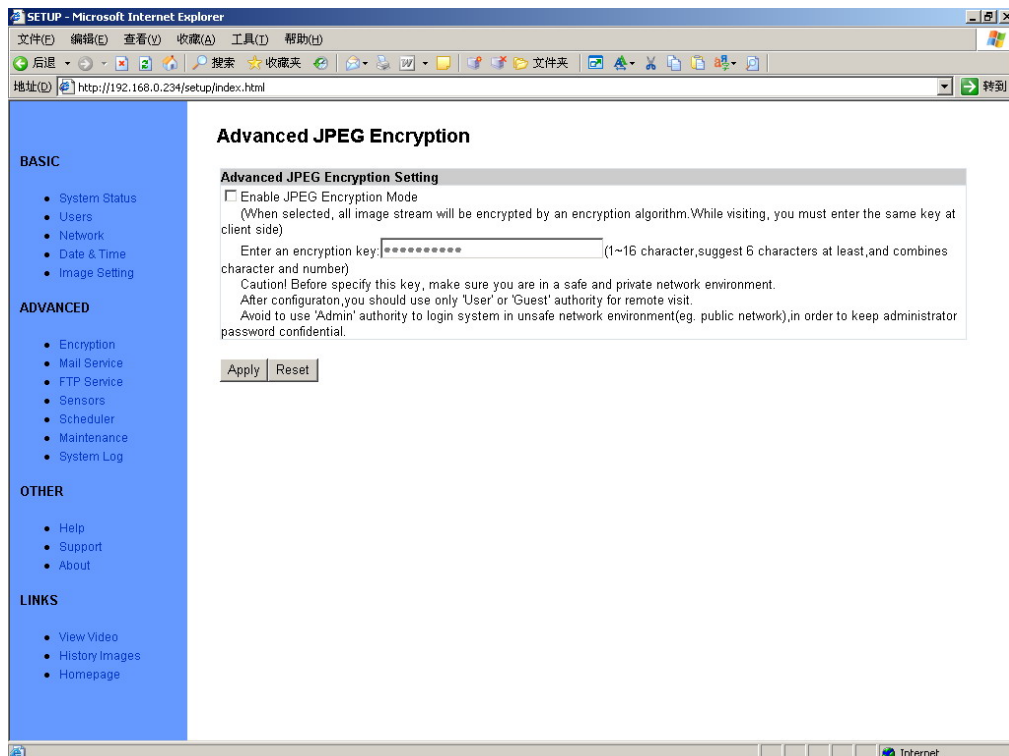 SETUP - Microsoft Internet Explorer
文件(F) 编辑(E) 查看(V) 收藏(A) 工具(T) 帮助(H)
后退 搜索 收藏夹 文件夹
地址(D) http://192.168.0.234/setup/index.html 转到
BASIC
System Status
Users
Network
Date & Time
Image Setting
ADVANCED
Encryption
Mail Service
FTP Service
Sensors
Scheduler
Maintenance
System Log
OTHER
Help
Support
About
LINKS
View Video
History Images
Homepage
Advanced JPEG Encryption
Advanced JPEG Encryption Setting
Enable JPEG Encryption Mode
(When selected, all image stream will be encrypted by an encryption algorithm.While visiting, you must enter the same key at
client side)
Enter an encryption key: ●●●●●●●●●● (1~16 character,suggest 6 characters at least,and combines
character and number)
Caution! Before specify this key, make sure you are in a safe and private network environment.
After configuraton,you should use only 'User' or 'Guest' authority for remote visit.
Avoid to use 'Admin' authority to login system in unsafe network environment(eg. public network),in order to keep administrator
password confidential.
Apply Reset
Internet